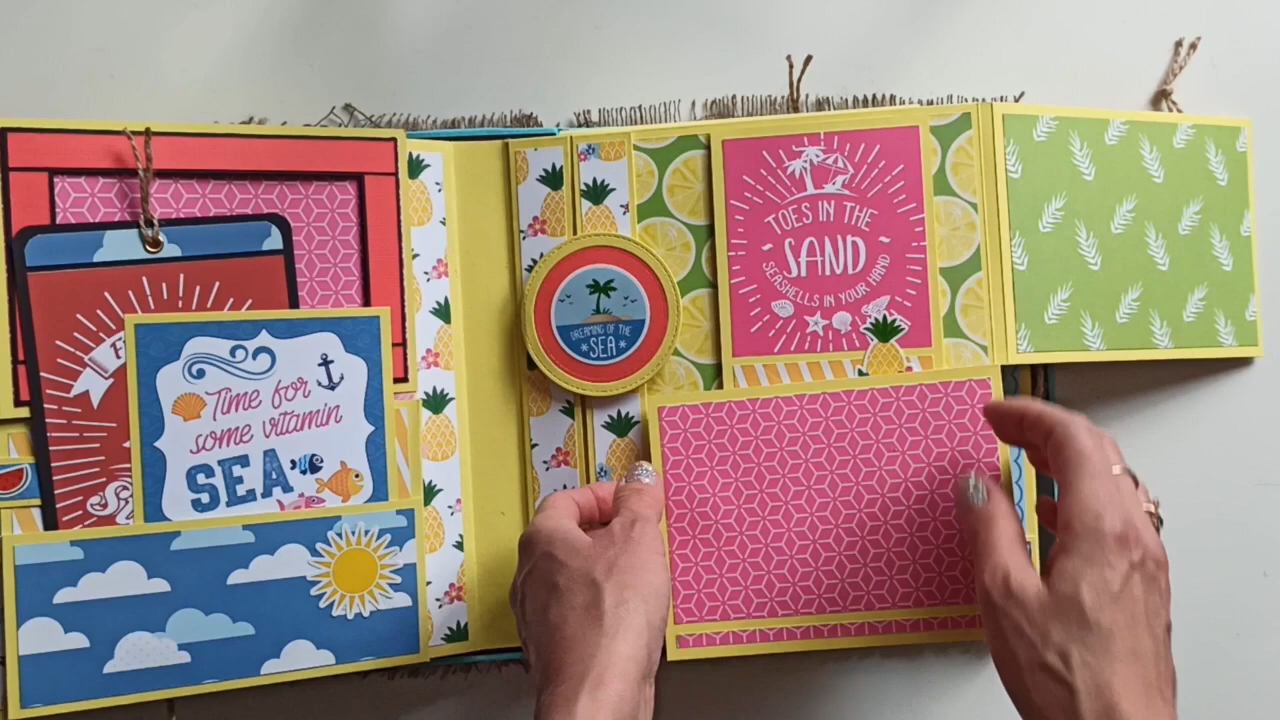 Time for
some vitamin
SEA
DREAMING OF THE
SEA
TOES IN THE
~ SAND ~
SEASHELLS IN YOUR HAND